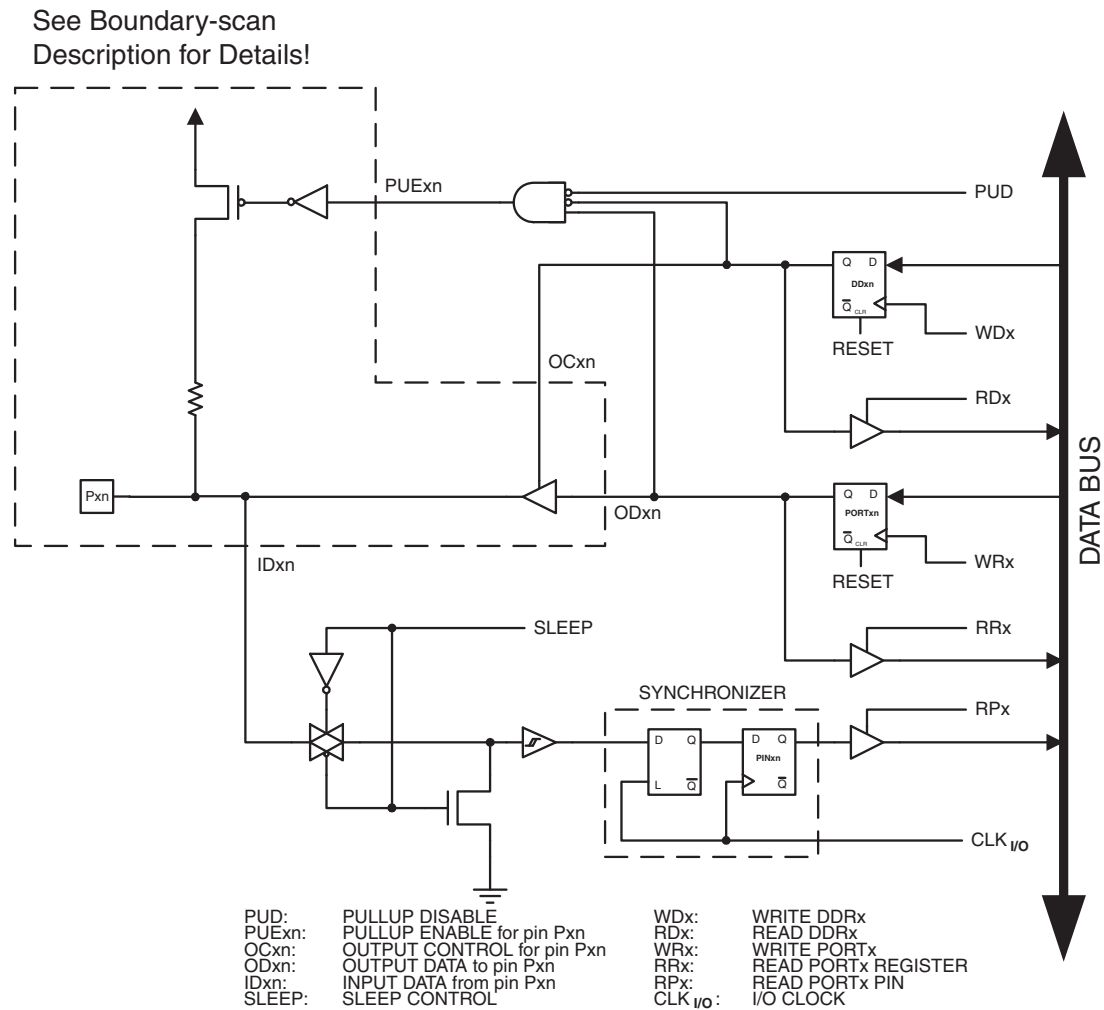 See Boundary-scan
Description for Details!
PUExn
PUD
Q D
DDxn
Q̅ CLR
WDx
RESET
OCxn
RDx
Pxn
ODxn
Q D
PORTxn
Q̅ CLR
IDxn
WRx
RESET
DATA BUS
SLEEP
RRx
SYNCHRONIZER
RPx
D Q
D Q
PINxn
L Q̅
Q̅
CLK I/O
PUD: PULLUP DISABLE
PUExn: PULLUP ENABLE for pin Pxn
OCxn: OUTPUT CONTROL for pin Pxn
ODxn: OUTPUT DATA to pin Pxn
IDxn: INPUT DATA from pin Pxn
SLEEP: SLEEP CONTROL
WDx: WRITE DDRx
RDx: READ DDRx
WRx: WRITE PORTx
RRx: READ PORTx REGISTER
RPx: READ PORTx PIN
CLK I/O: I/O CLOCK